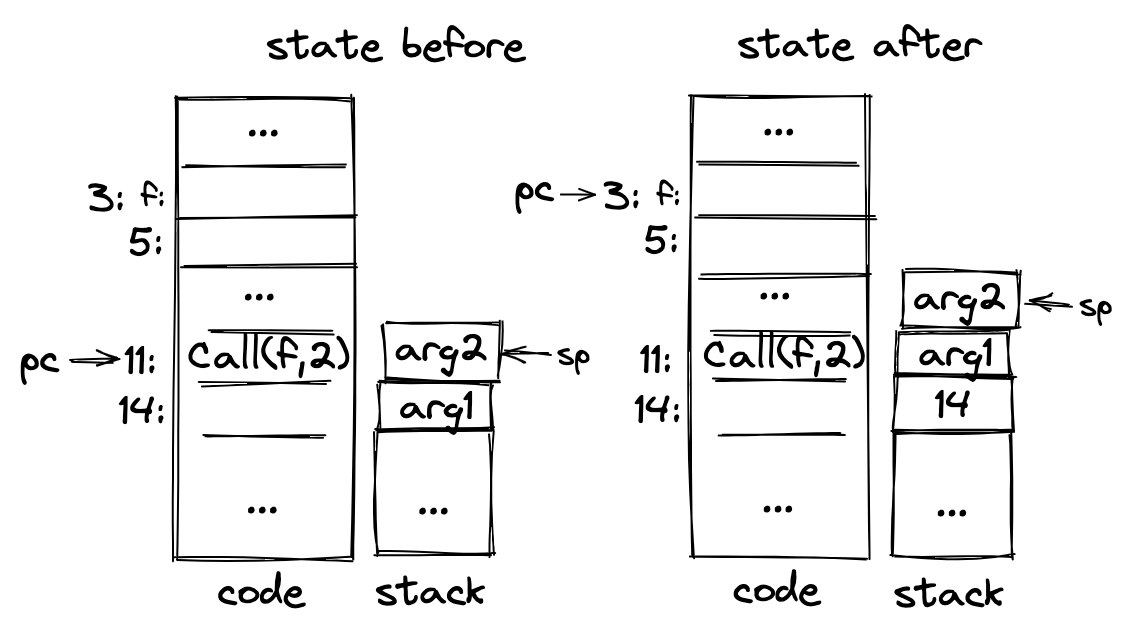 state before
...
3: f:
5:
...
pc 11: Call(f,2)
14:
...
arg2 sp
arg1
...
code stack
state after
...
pc 3: f:
5:
...
11: Call(f,2)
14:
...
arg2 sp
arg1
14
...
code stack